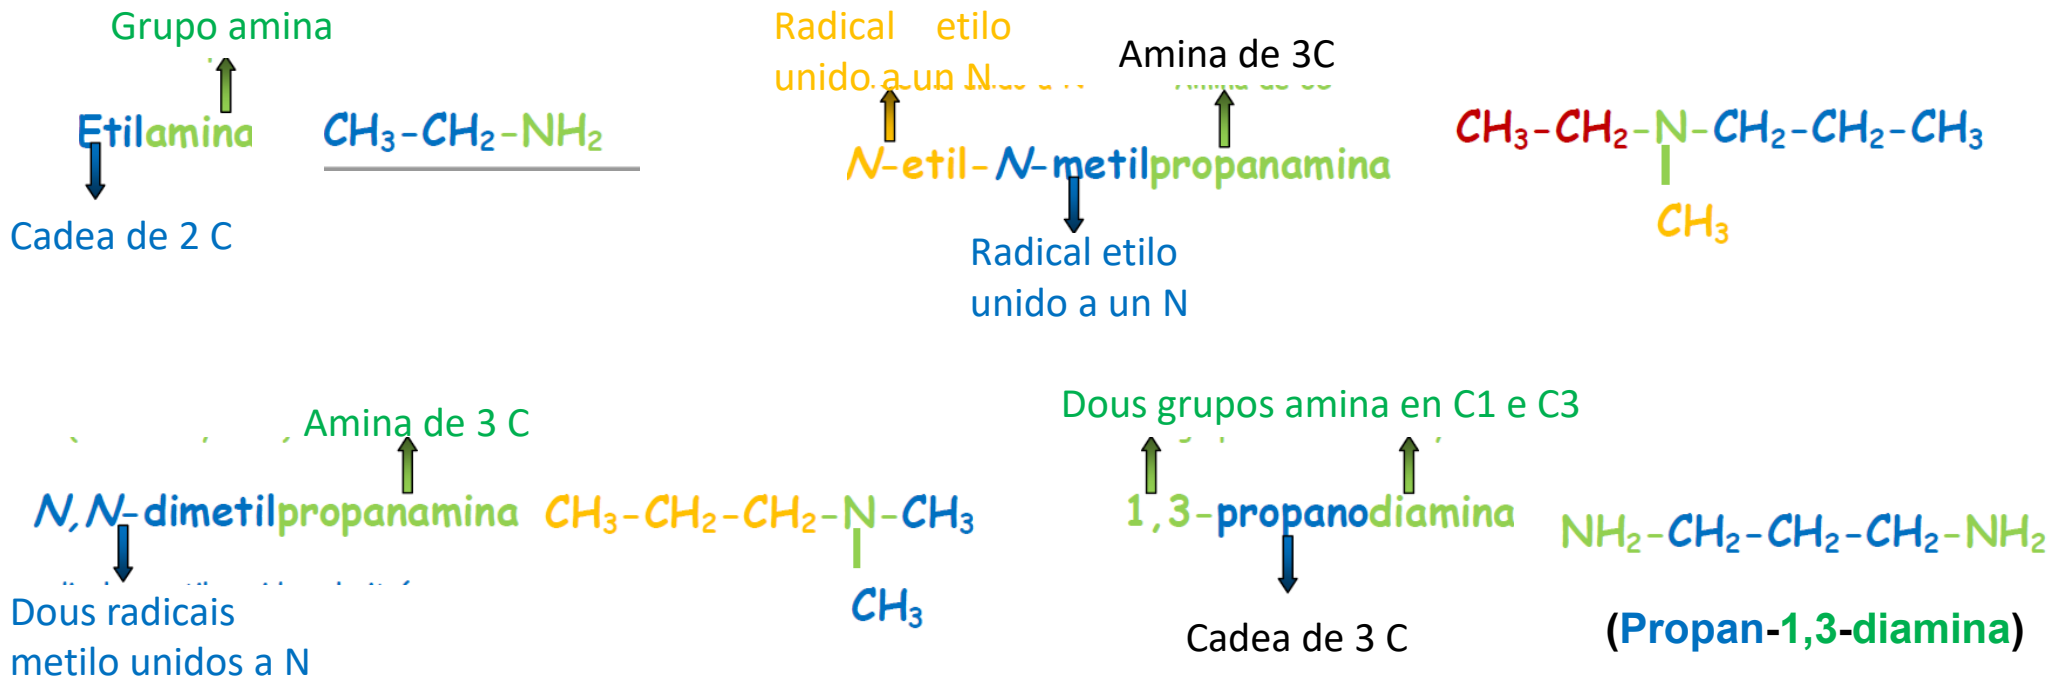 Grupo amina
Etilamina
CH₃-CH₂-NH₂
Cadea de 2 C
Radical etilo
unido a un N
Amina de 3C
N-etil-N-metilpropanamina
Radical etilo
unido a un N
CH₃-CH₂-N-CH₂-CH₂-CH₃
CH₃
Amina de 3 C
N,N-dimetilpropanamina
CH₃-CH₂-CH₂-N-CH₃
CH₃
Dous radicais
metilo unidos a N
Dous grupos amina en C1 e C3
1,3-propanodiamina
NH₂-CH₂-CH₂-CH₂-NH₂
Cadea de 3 C
(Propan-1,3-diamina)